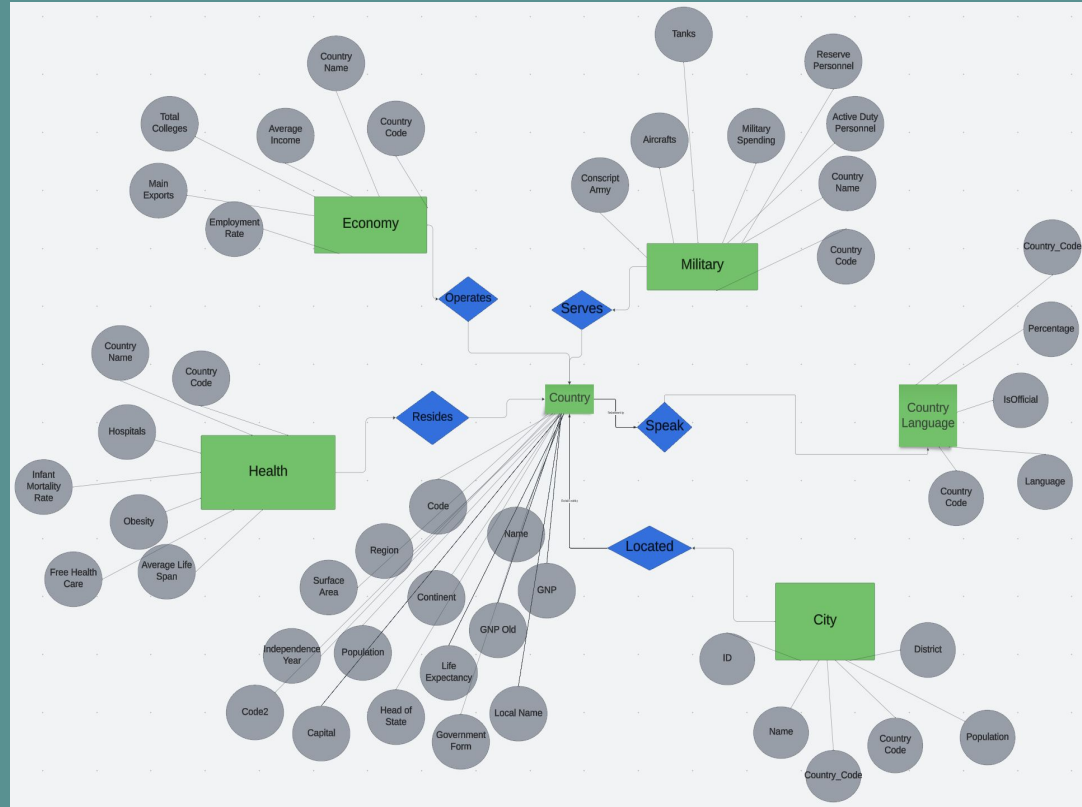 Tanks
Country
Name
Reserve
Personnel
Total
Colleges
Average
Income
Country
Code
Aircrafts
Military
Spending
Active Duty
Personnel
Main
Exports
Conscript
Army
Country
Name
Employment
Rate
Economy
Military
Country
Code
Country_Code
Operates
Serves
Percentage
Country
Name
Country
Code
Country
IsOfficial
Resides
Speak
Country
Language
Hospitals
Health
Infant
Mortality
Rate
Language
Country
Code
Obesity
Code
Name
Region
Located
Free Health
Care
Average Life
Span
Surface
Area
Continent
GNP
City
GNP Old
Independence
Year
Population
Life
Expectancy
ID
District
Code2
Capital
Head of
State
Local Name
Government
Form
Name
Country
Code
Population
Country_Code